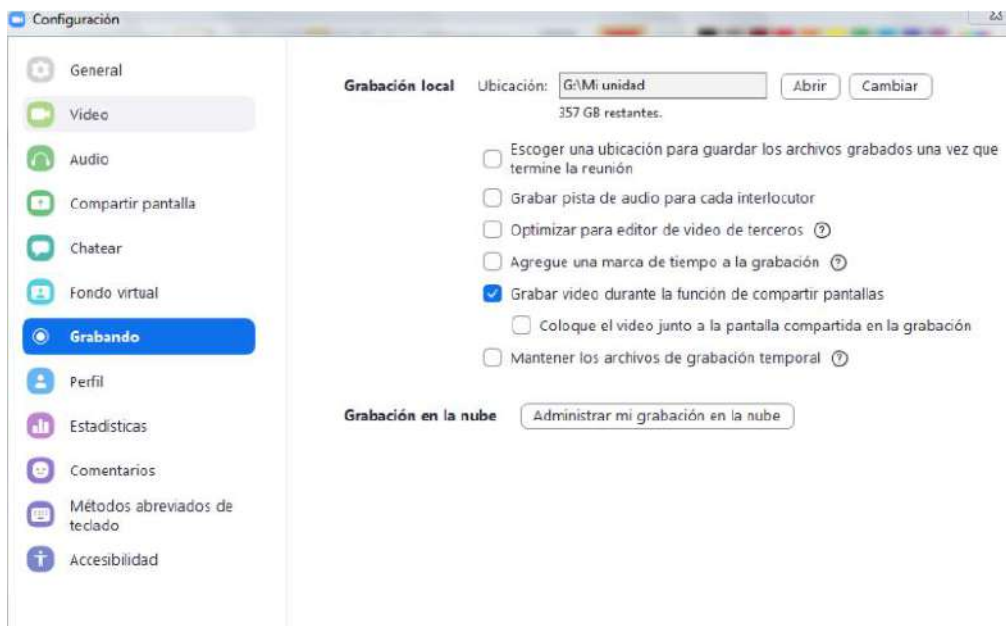 Configuración
General
Video
Audio
Compartir pantalla
Chatear
Fondo virtual
Grabando
Perfil
Estadísticas
Comentarios
Métodos abreviados de
teclado
Accesibilidad
Grabación local Ubicación: G:\Mi unidad Abrir Cambiar
357 GB restantes.
Escoger una ubicación para guardar los archivos grabados una vez que
termine la reunión
Grabar pista de audio para cada interlocutor
Optimizar para editor de video de terceros ?
Agregue una marca de tiempo a la grabación ?
Grabar video durante la función de compartir pantallas
Coloque el video junto a la pantalla compartida en la grabación
Mantener los archivos de grabación temporal ?
Grabación en la nube Administrar mi grabación en la nube